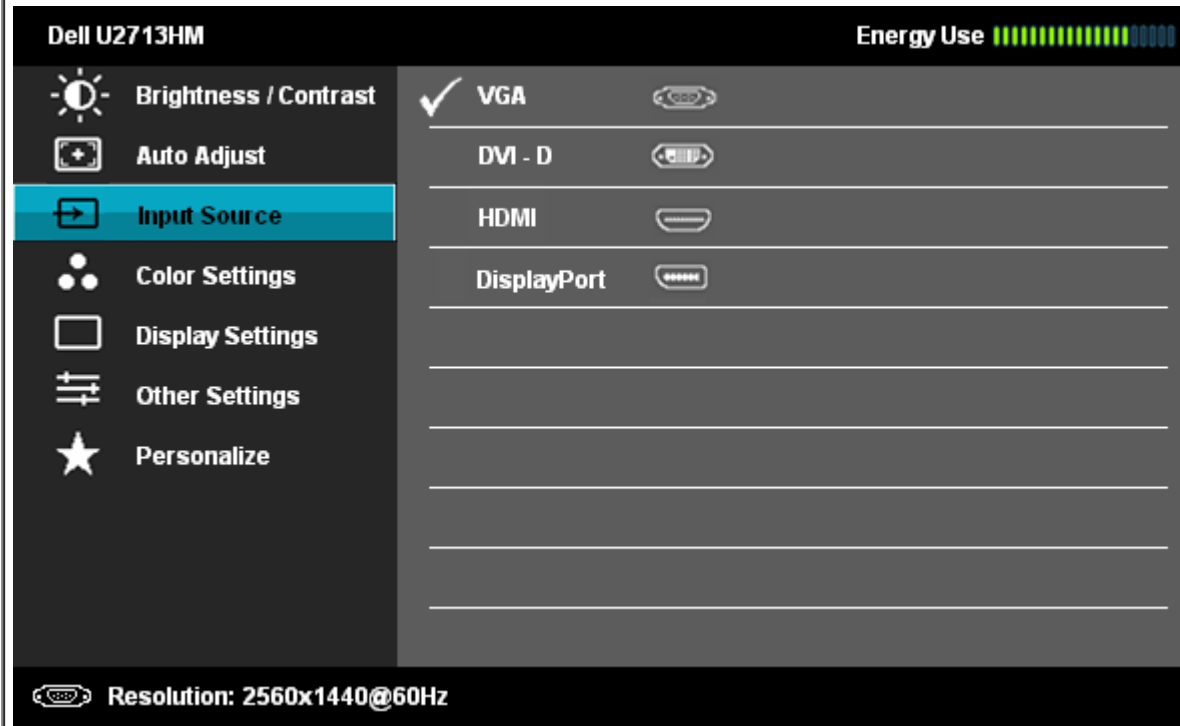 Dell U2713HM
Energy Use
Brightness / Contrast
Auto Adjust
Input Source
Color Settings
Display Settings
Other Settings
Personalize
VGA
DVI - D
HDMI
DisplayPort
Resolution: 2560x1440@60Hz